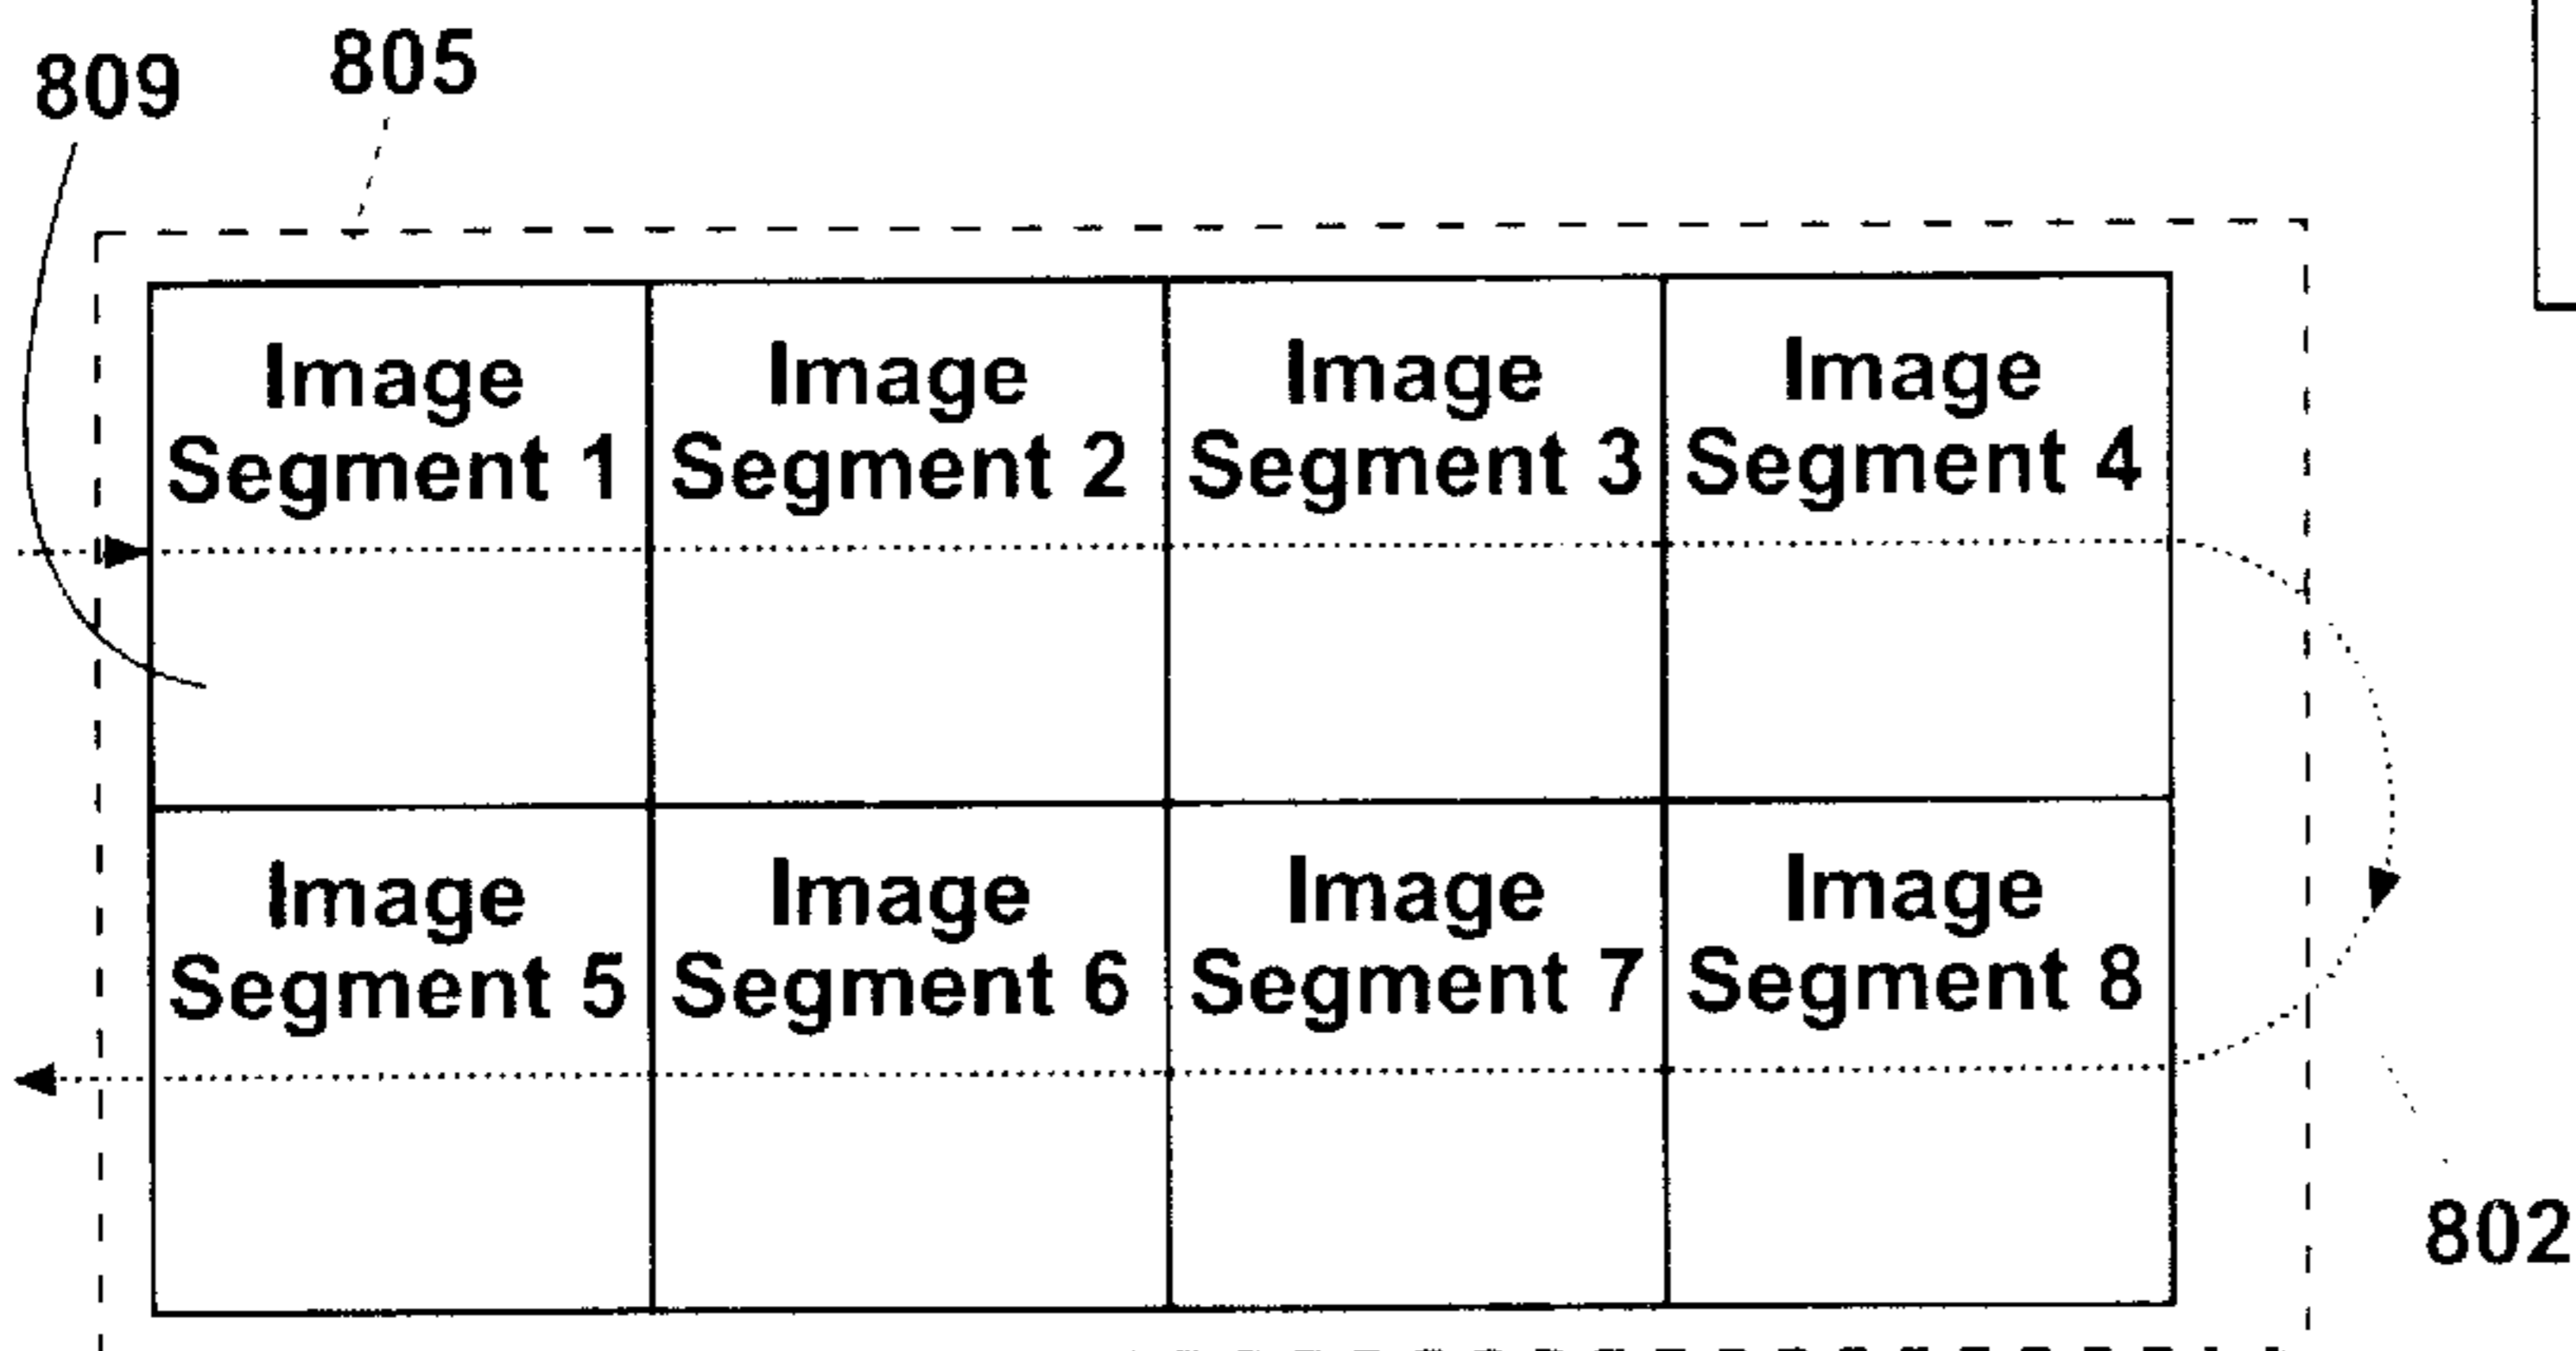 809
805
Image
Segment 1
Image
Segment 2
Image
Segment 3
Image
Segment 4
Image
Segment 5
Image
Segment 6
Image
Segment 7
Image
Segment 8
802